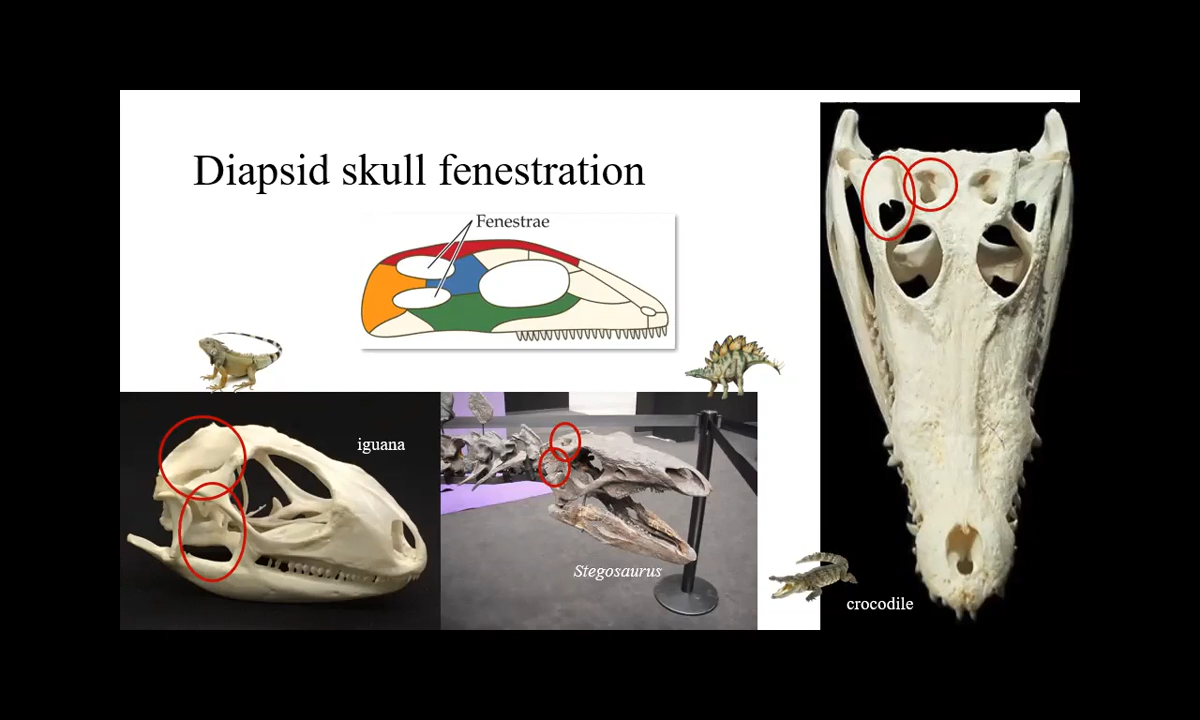 Diapsid skull fenestration
Fenestrae
iguana
Stegosaurus
crocodile